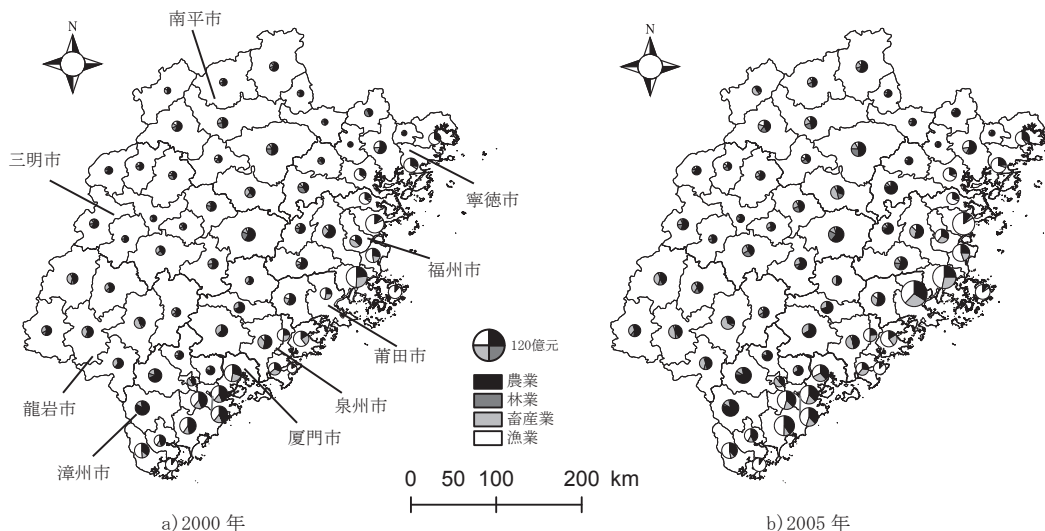 N
南平市
三明市
寧徳市
福州市
莆田市
泉州市
厦門市
龍岩市
漳州市
120億元
農業
林業
畜産業
漁業
0 50 100 200 km
a)2000 年
N
b)2005 年